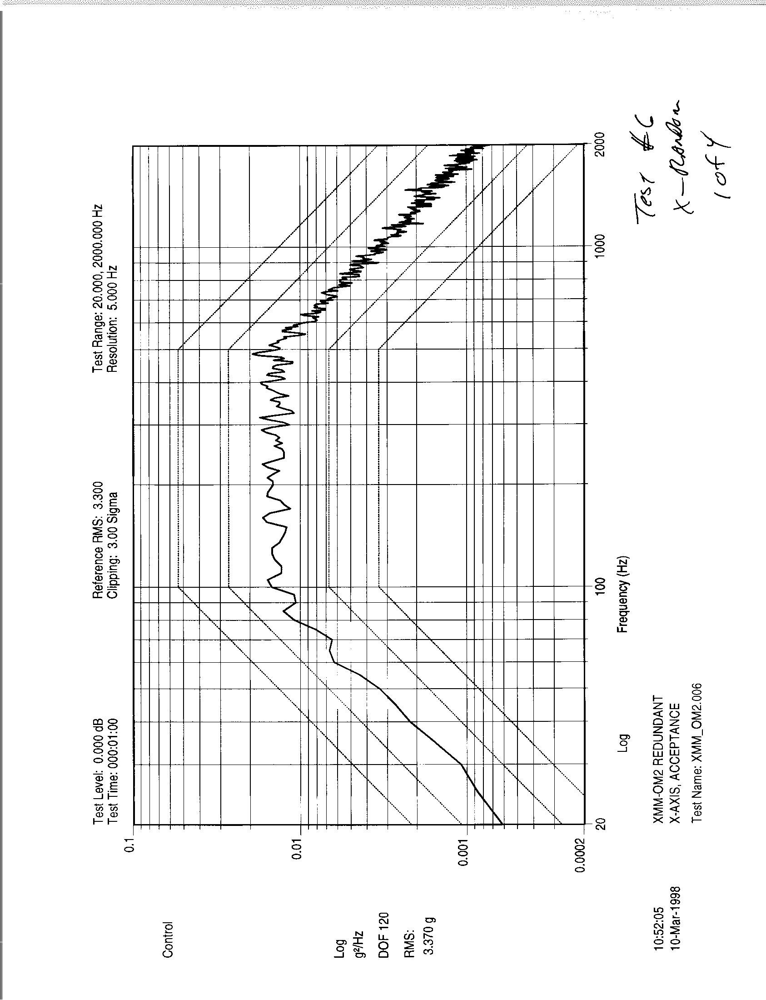 Test Level: 0.000 dB
Test Time: 000:01:00
Reference RMS: 3.300
Clipping: 3.00 Sigma
Test Range: 20.000, 2000.000 Hz
Resolution: 5.000 Hz
Control
Log
g²/Hz
DOF 120
RMS:
3.370 g
0.1
0.01
0.001
0.0002
20
100
1000
2000
Log
Frequency (Hz)
10:52:05
10-Mar-1998
XMM-OM2 REDUNDANT
X-AXIS, ACCEPTANCE
Test Name: XMM_OM2.006
Test #6
X-Random
1 of 4